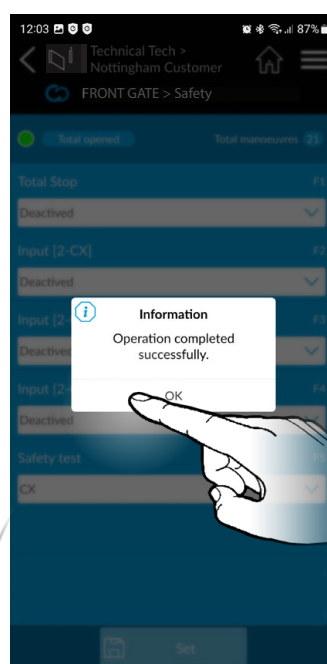 12:03
87%
Technical Tech >
Nottingham Customer
FRONT GATE > Safety
Total opened
Total manoeuvres 21
Total Stop
F1
Deactived
Input [2-CX]
F2
Deactived
Input [2-
F3
Deactived
Information
Operation completed
successfully.
OK
Input [2-
F4
Deactived
Safety test
CX
Set